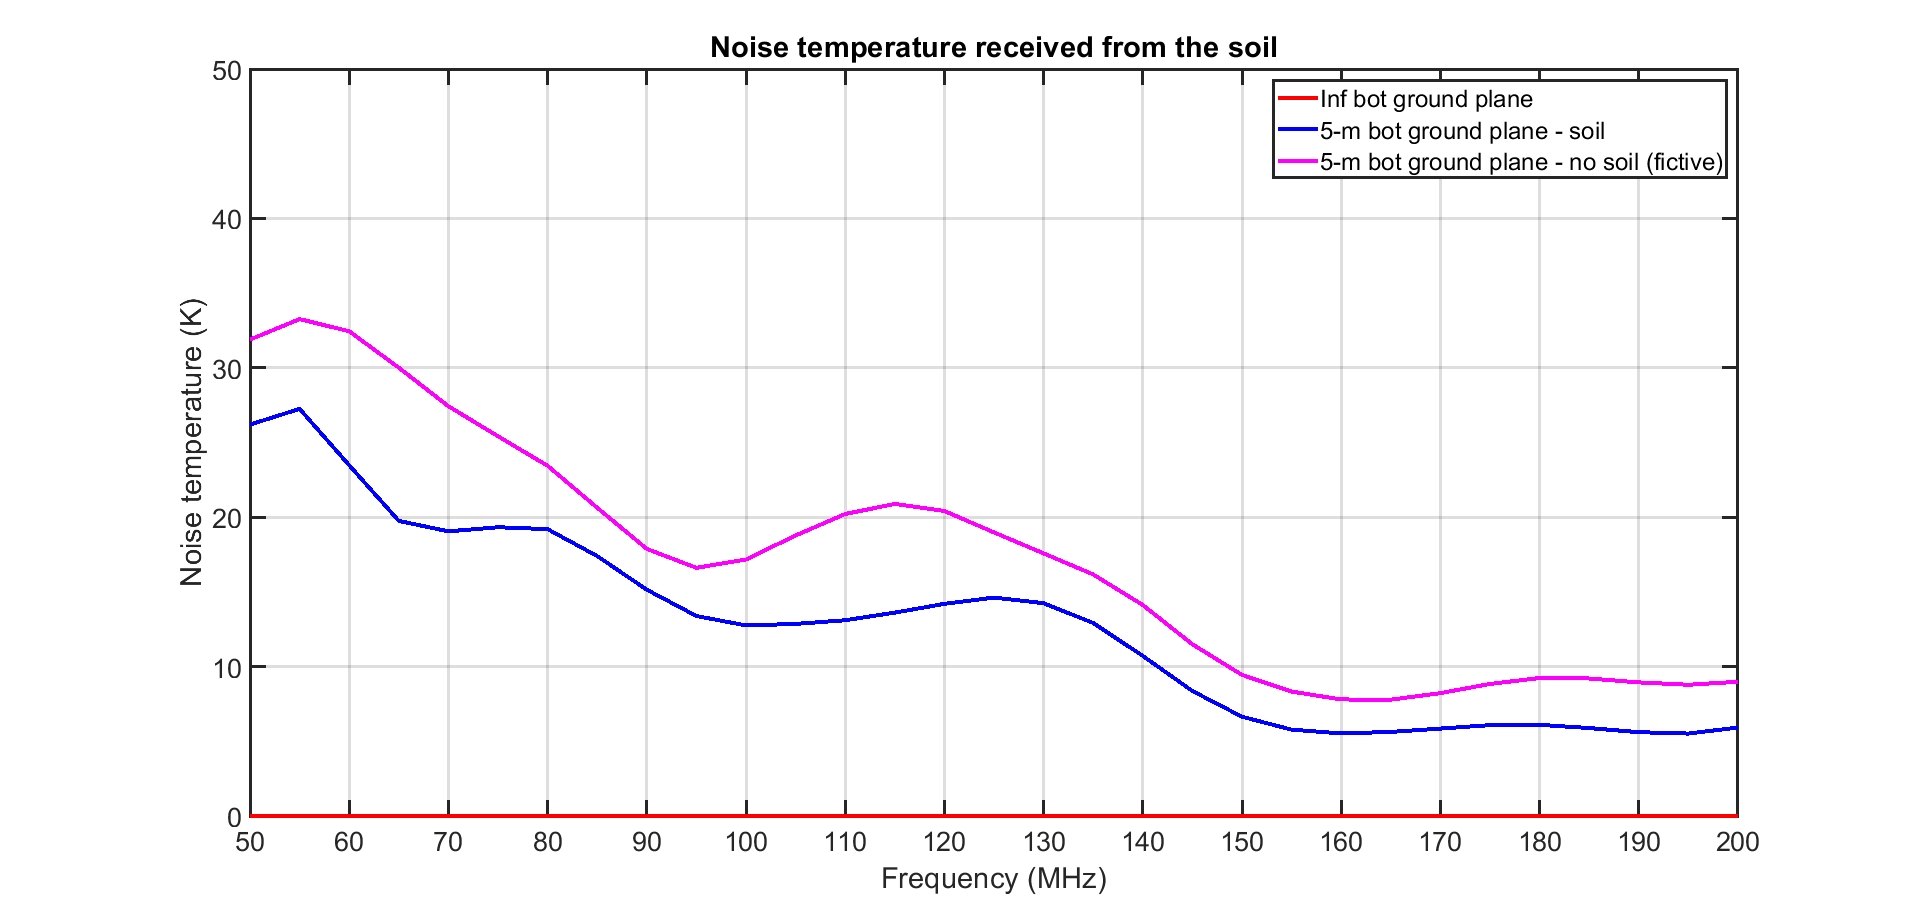 Noise temperature received from the soil
Inf bot ground plane
5-m bot ground plane - soil
5-m bot ground plane - no soil (fictive)
Noise temperature (K)
50
40
30
20
10
0
50 60 70 80 90 100 110 120 130 140 150 160 170 180 190 200
Frequency (MHz)